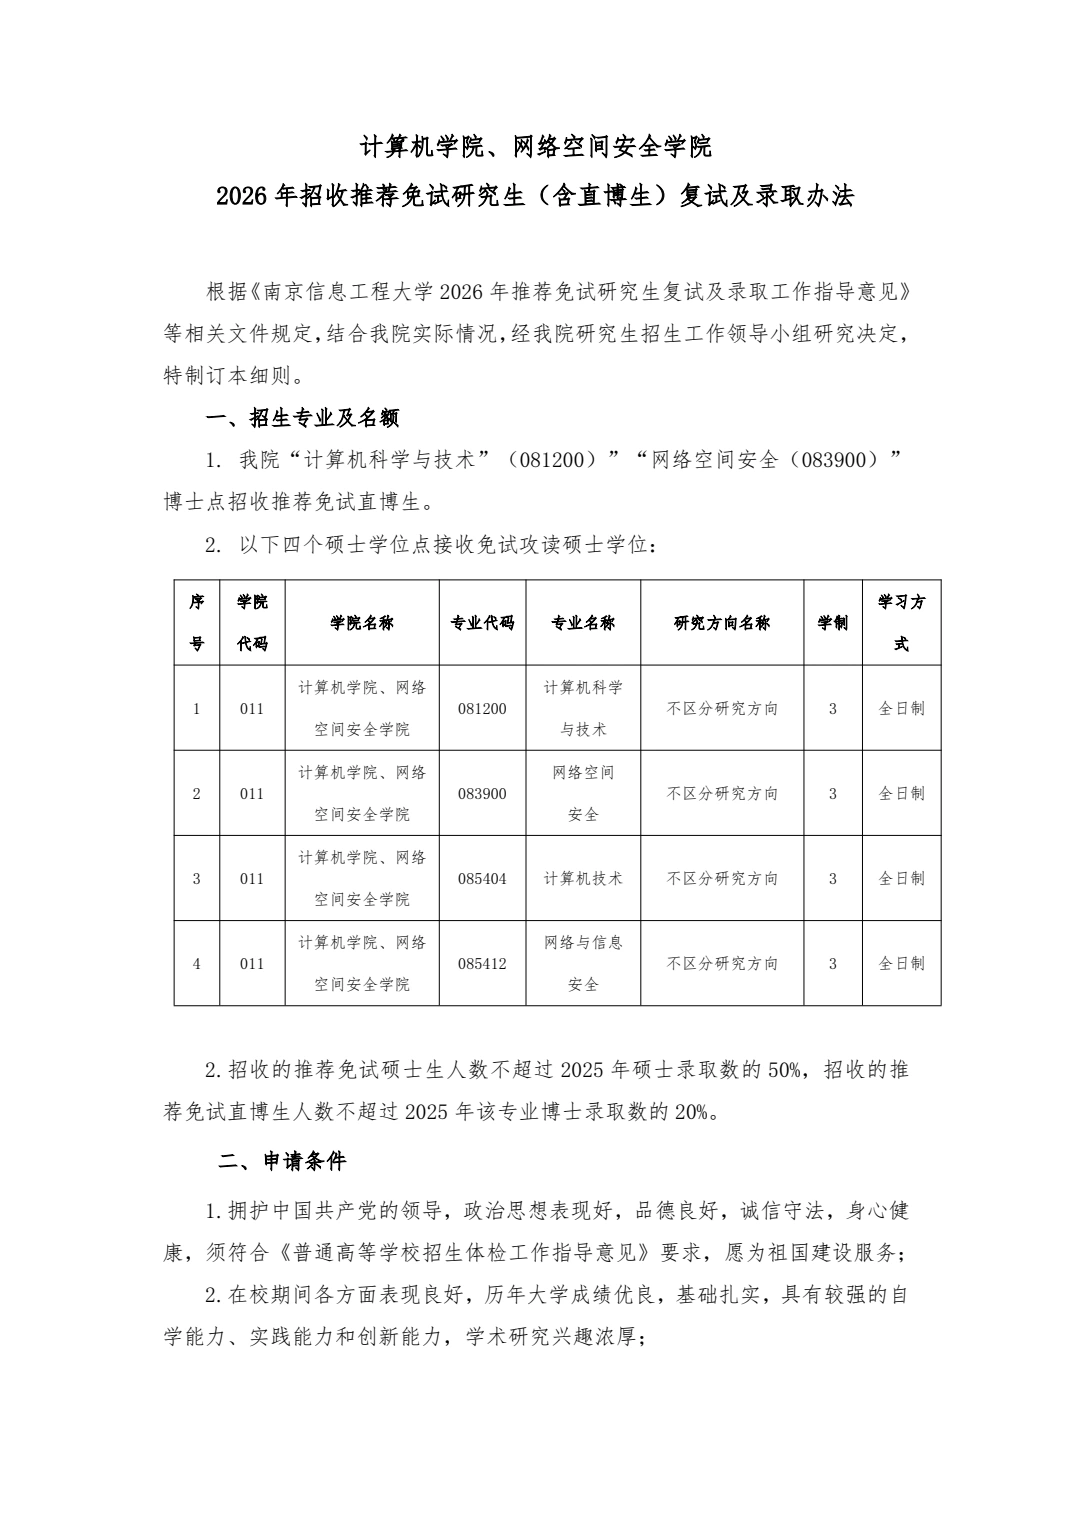 计算机学院、网络空间安全学院
2026 年招收推荐免试研究生（含直博生）复试及录取办法
根据《南京信息工程大学 2026 年推荐免试研究生复试及录取工作指导意见》
等相关文件规定，结合我院实际情况，经我院研究生招生工作领导小组研究决定，
特制订本细则。
一、招生专业及名额
1. 我院“计算机科学与技术”（081200）”“网络空间安全（083900）”
博士点招收推荐免试直博生。
2. 以下四个硕士学位点接收免试攻读硕士学位：
序号 学院代码 学院名称 专业代码 专业名称 研究方向名称 学制 学习方式
1 011 计算机学院、网络空间安全学院 081200 计算机科学与技术 不区分研究方向 3 全日制
2 011 计算机学院、网络空间安全学院 083900 网络空间安全 不区分研究方向 3 全日制
3 011 计算机学院、网络空间安全学院 085404 计算机技术 不区分研究方向 3 全日制
4 011 计算机学院、网络空间安全学院 085412 网络与信息安全 不区分研究方向 3 全日制
2.招收的推荐免试硕士生人数不超过 2025 年硕士录取数的 50%，招收的推
荐免试直博生人数不超过 2025 年该专业博士录取数的 20%。
二、申请条件
1.拥护中国共产党的领导，政治思想表现好，品德良好，诚信守法，身心健
康，须符合《普通高等学校招生体检工作指导意见》要求，愿为祖国建设服务；
2.在校期间各方面表现良好，历年大学成绩优良，基础扎实，具有较强的自
学能力、实践能力和创新能力，学术研究兴趣浓厚；